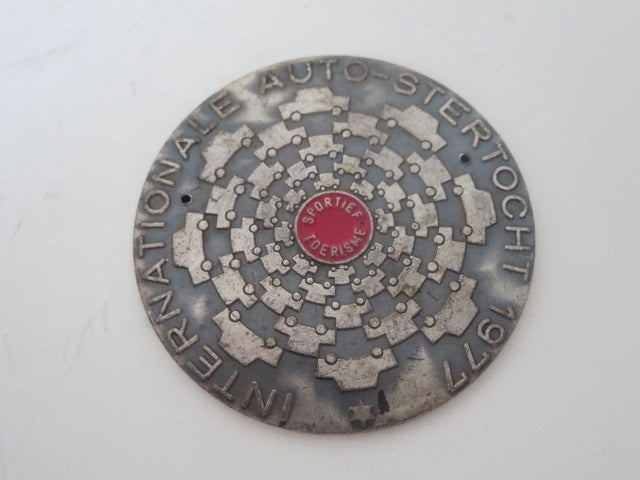 INTERNATIONALE AUTO-STERTOCHT 1977
SPORTIEF
TOERISME